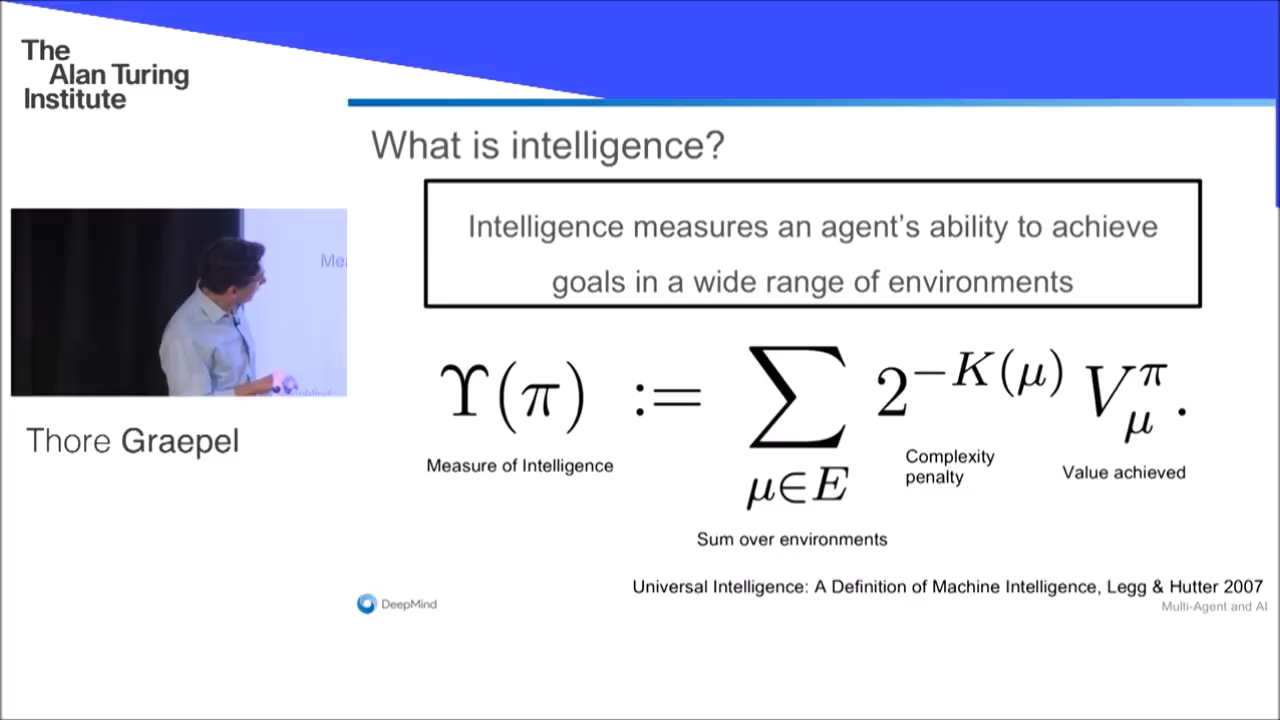 The
Alan Turing
Institute
What is intelligence?
Intelligence measures an agent's ability to achieve
goals in a wide range of environments
Mea
Thore Graepel
ϒ(π) := ∑ 2^{-K(μ)} V^π_μ .
μ∈E
Measure of Intelligence
Complexity
penalty
Value achieved
Sum over environments
Universal Intelligence: A Definition of Machine Intelligence, Legg & Hutter 2007
DeepMind
Multi-Agent and AI